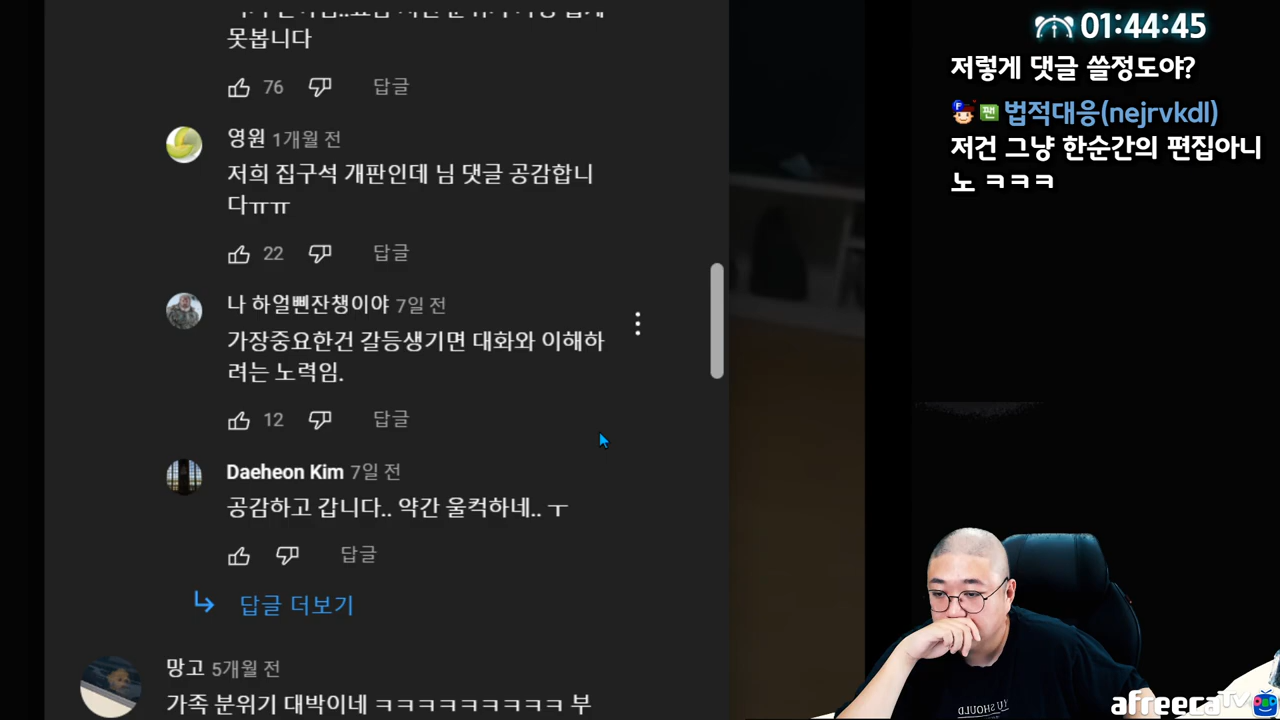 못봅니다
76
답글
영원 1개월 전
저희 집구석 개판인데 님 댓글 공감합니
다ㅠㅠ
22
답글
나 하얼삔잔챙이야 7일 전
가장중요한건 갈등생기면 대화와 이해하
려는 노력임.
12
답글
Daeheon Kim 7일 전
공감하고 갑니다.. 약간 울컥하네.. ㅜ
답글
답글 더보기
망고 5개월 전
가족 분위기 대박이네 ㅋㅋㅋㅋㅋㅋㅋㅋㅋ 부
01:44:45
저렇게 댓글 쓸정도야?
F 팬 법적대응(nejrvkdl)
저건 그냥 한순간의 편집아니
노 ㅋㅋㅋ
afreecaTV